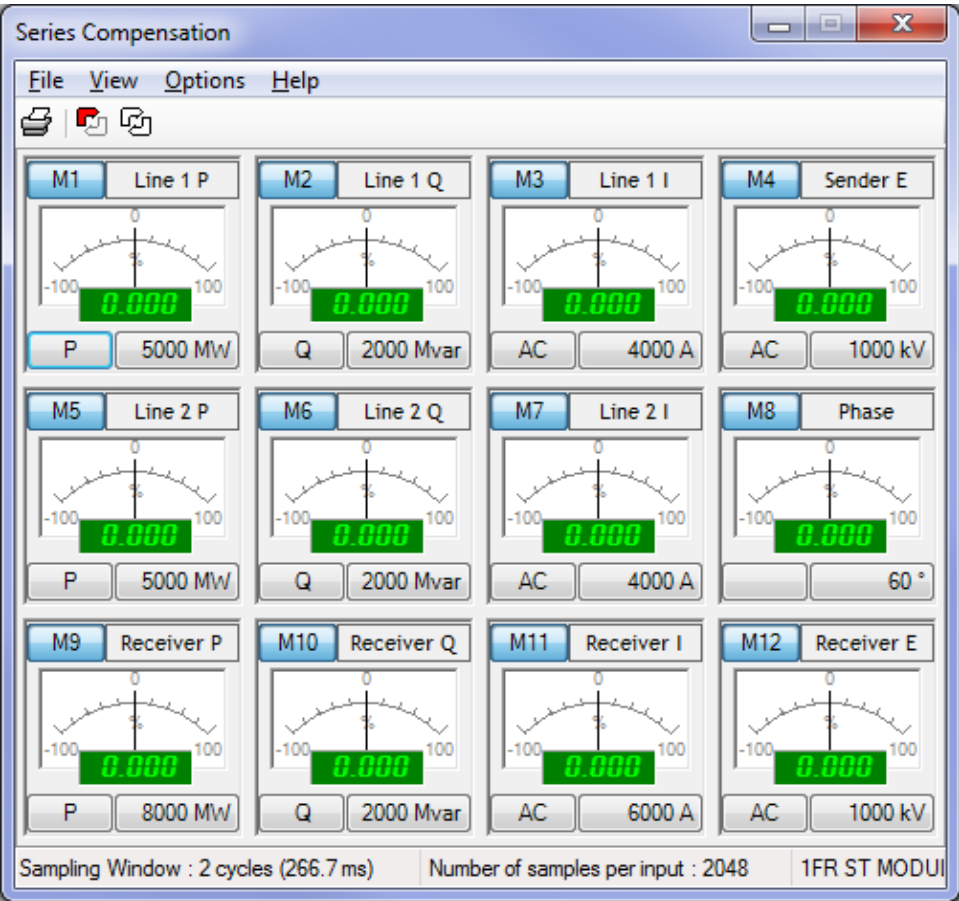 Series Compensation
File View Options Help
M1 Line 1 P M2 Line 1 Q M3 Line 1 I M4 Sender E
0 0 0 0
% % % %
-100 100 -100 100 -100 100 -100 100
0.000 0.000 0.000 0.000
P 5000 MW Q 2000 Mvar AC 4000 A AC 1000 kV
M5 Line 2 P M6 Line 2 Q M7 Line 2 I M8 Phase
0 0 0 0
% % % %
-100 100 -100 100 -100 100 -100 100
0.000 0.000 0.000 0.000
P 5000 MW Q 2000 Mvar AC 4000 A 60 °
M9 Receiver P M10 Receiver Q M11 Receiver I M12 Receiver E
0 0 0 0
% % % %
-100 100 -100 100 -100 100 -100 100
0.000 0.000 0.000 0.000
P 8000 MW Q 2000 Mvar AC 6000 A AC 1000 kV
Sampling Window : 2 cycles (266.7 ms) Number of samples per input : 2048 1FR ST MODUI